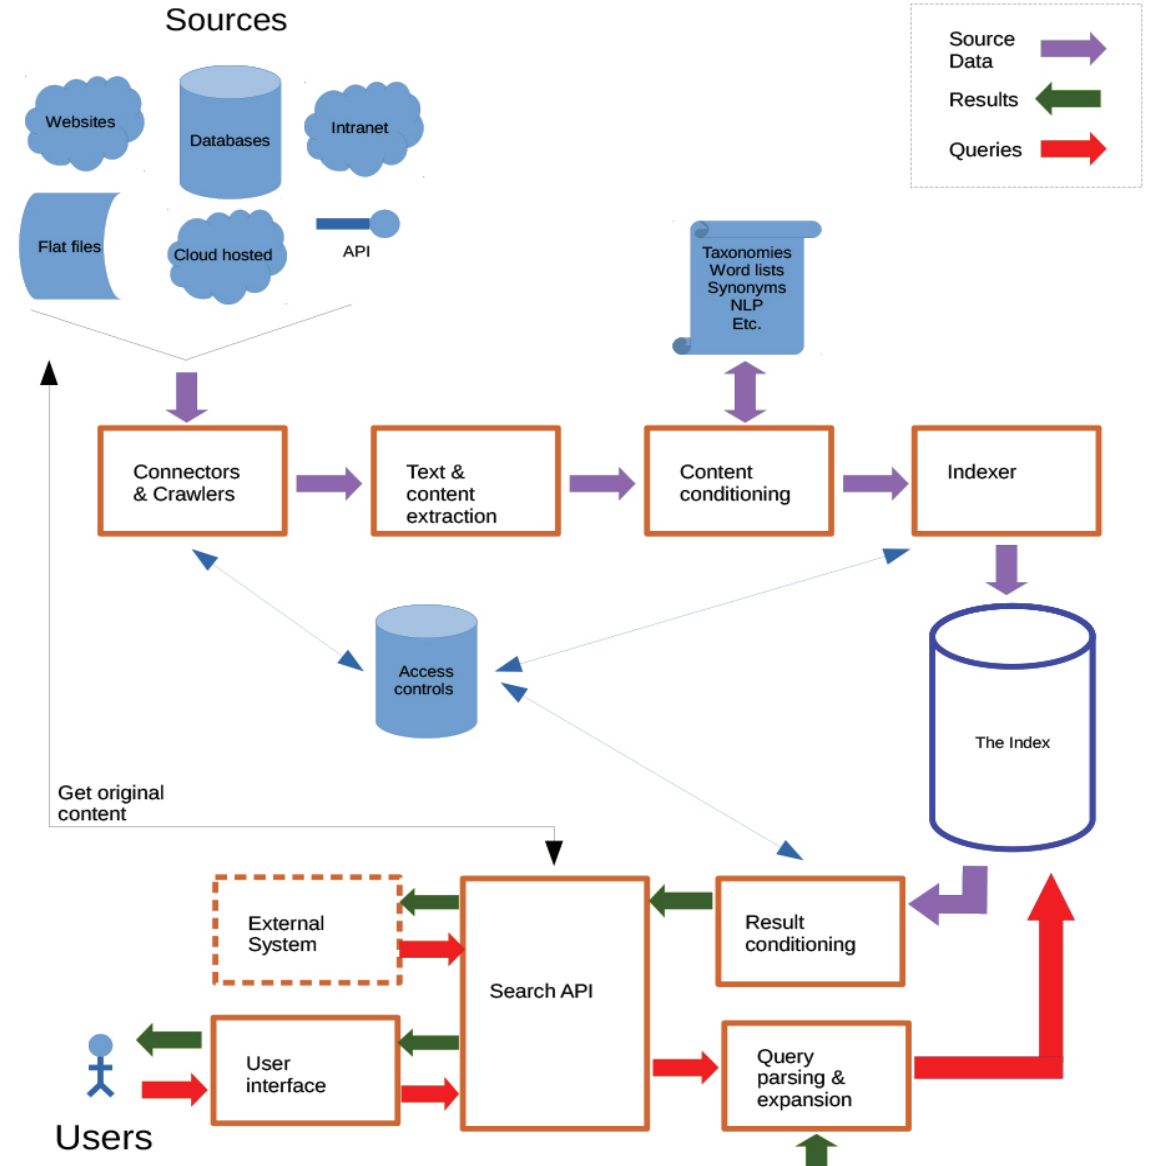 Sources
Source
Data
Results
Queries
Websites
Databases
Intranet
Flat files
Cloud hosted
API
Taxonomies
Word lists
Synonyms
NLP
Etc.
Connectors
& Crawlers
Text &
content
extraction
Content
conditioning
Indexer
Access
controls
The Index
Get original
content
External
System
Search API
Result
conditioning
User
interface
Query
parsing &
expansion
Users